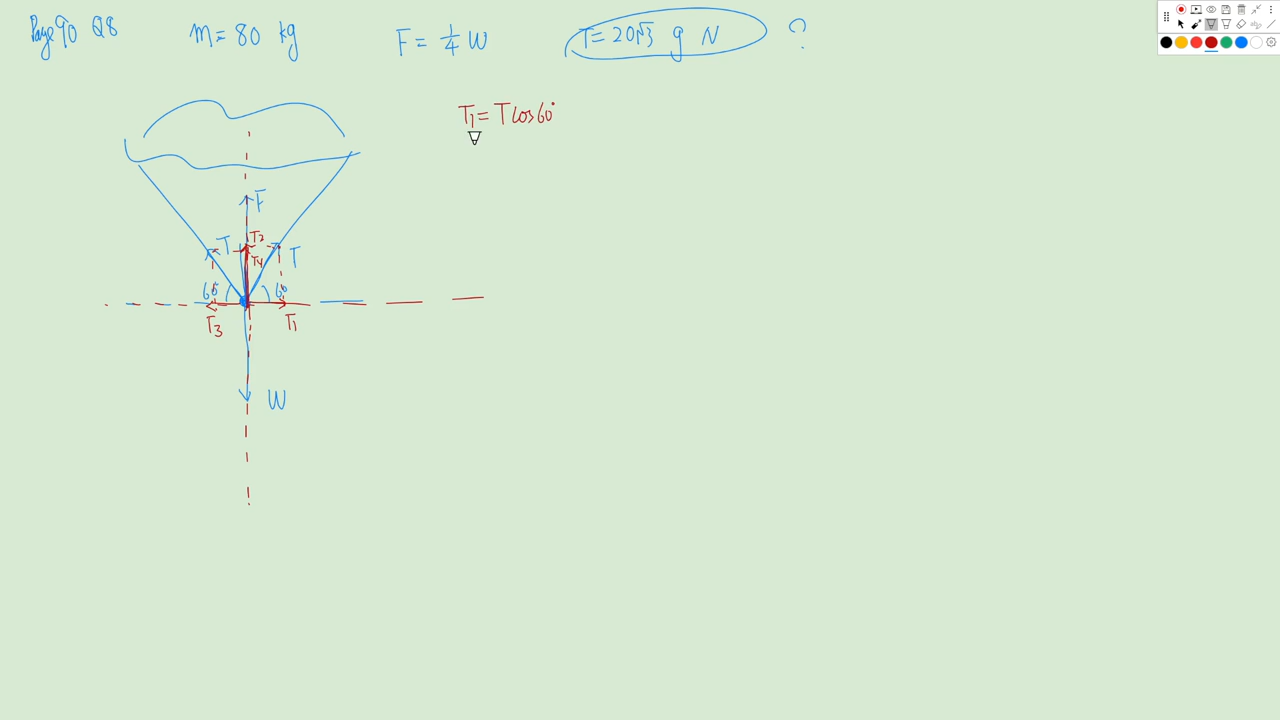 Page 90 Q8 m = 80 kg F = 1/4 W T = 20√3 g N ?
T1 = T cos 60°
F
T2
T T
T4
60° 60°
T3 T1
W